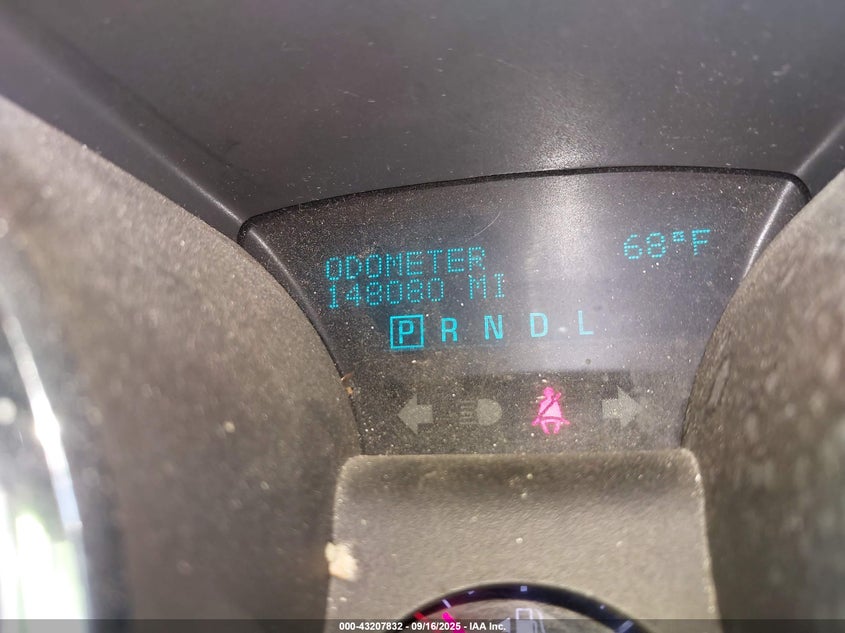 ODOMETER 68°F
148080 MI
P R N D L
000-43207832 - 09/16/2025 - IAA Inc.